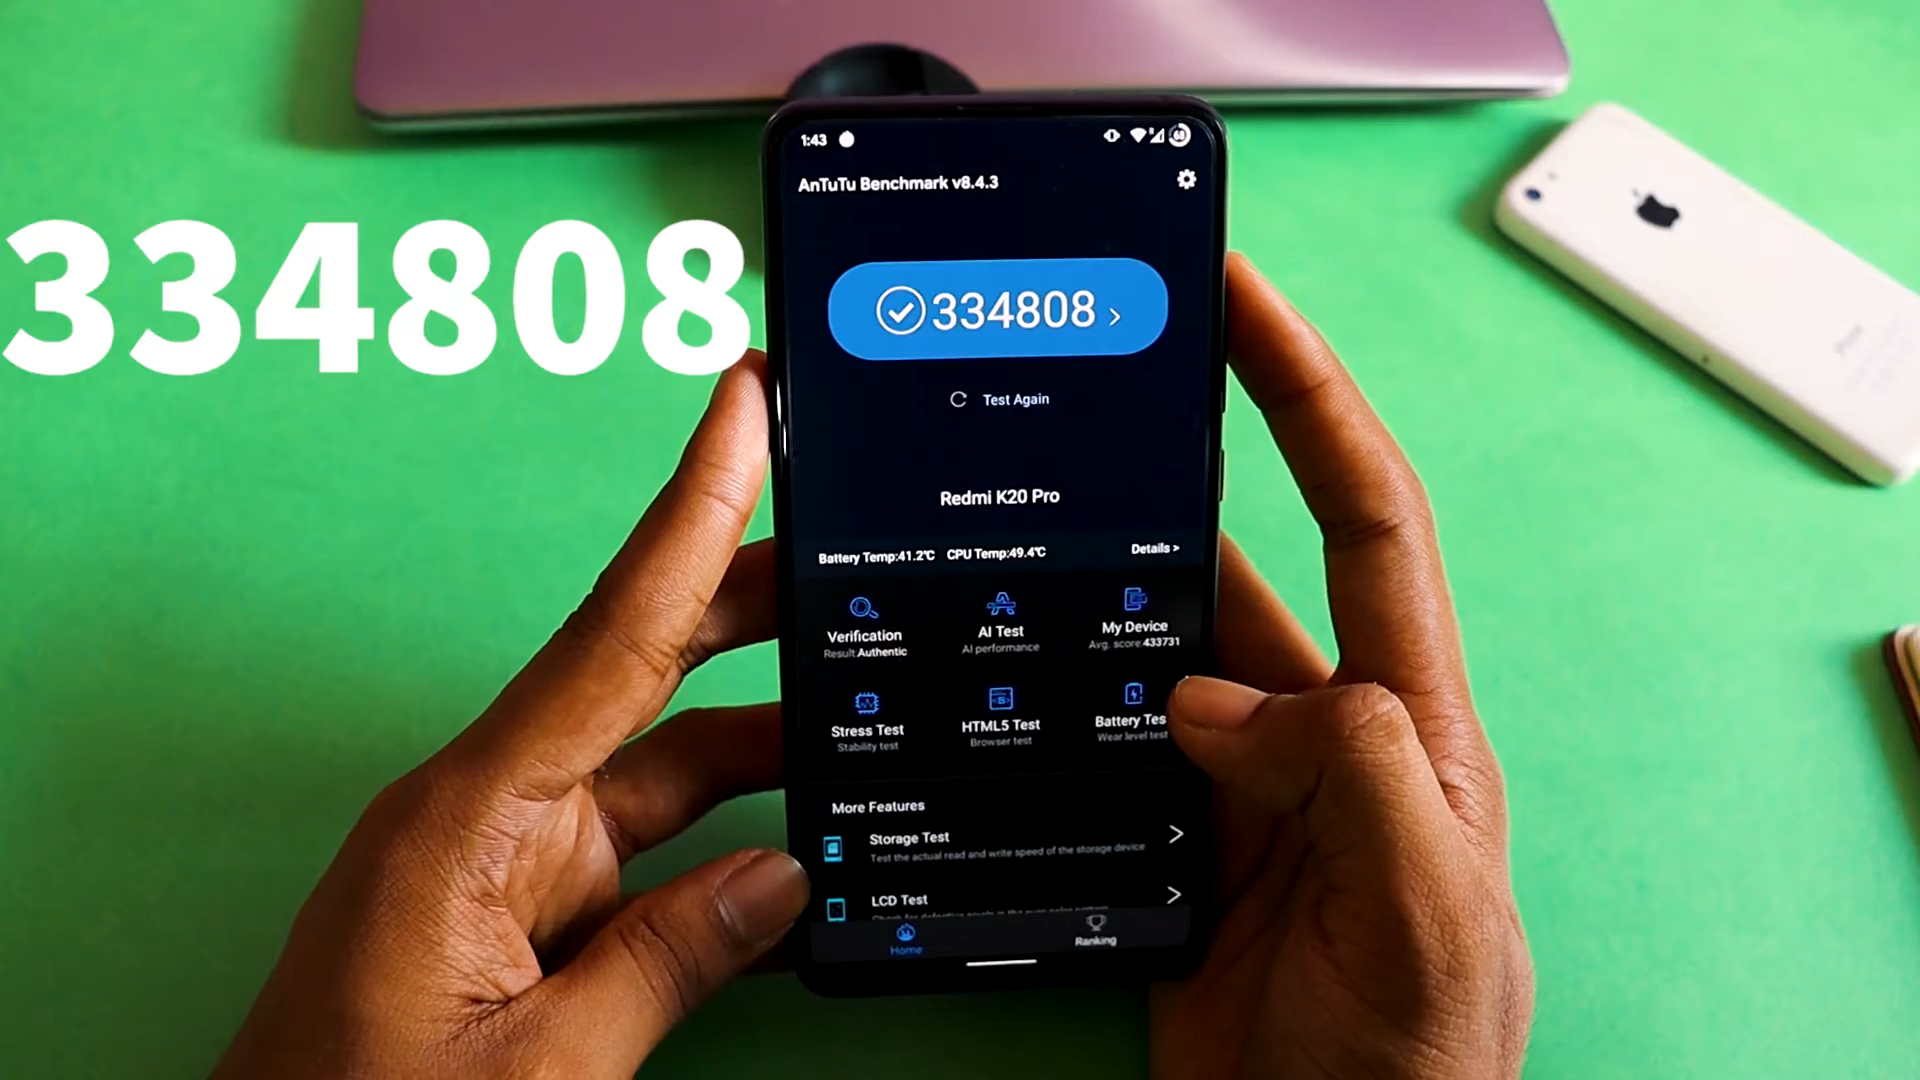 334808
1:43
68
AnTuTu Benchmark v8.4.3
334808 >
Test Again
Redmi K20 Pro
Battery Temp:41.2℃ CPU Temp:49.4℃ Details >
Verification
Result:Authentic
AI Test
AI performance
My Device
Avg. score:433731
Stress Test
Stability test
HTML5 Test
Browser test
Battery Tes
Wear level test
More Features
Storage Test
Test the actual read and write speed of the storage device
LCD Test
Home
Ranking